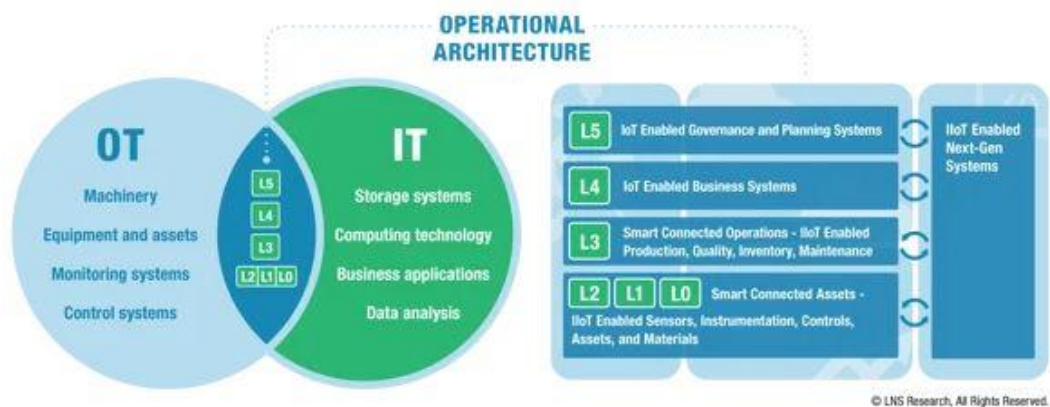 OPERATIONAL
ARCHITECTURE
OT
Machinery
Equipment and assets
Monitoring systems
Control systems
L5
L4
L3
L2 L1 L0
IT
Storage systems
Computing technology
Business applications
Data analysis
L5 IoT Enabled Governance and Planning Systems
L4 IoT Enabled Business Systems
L3 Smart Connected Operations - IIoT Enabled
Production, Quality, Inventory, Maintenance
L2 L1 L0 Smart Connected Assets -
IIoT Enabled Sensors, Instrumentation, Controls,
Assets, and Materials
IIoT Enabled
Next-Gen
Systems
© LNS Research, All Rights Reserved.